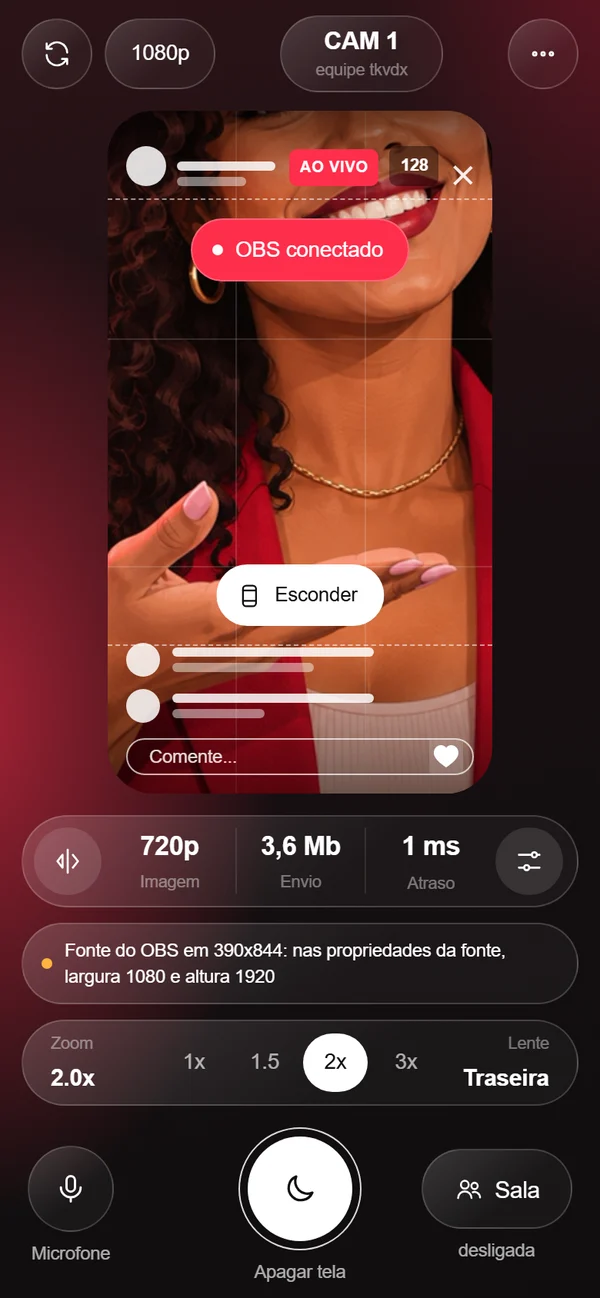 1080p
CAM 1
equipe tkvdx
AO VIVO
128
OBS conectado
Esconder
Comente...
720p
Imagem
3,6 Mb
Envio
1 ms
Atraso
Fonte do OBS em 390x844: nas propriedades da fonte,
largura 1080 e altura 1920
Zoom
2.0x
1x
1.5
2x
3x
Lente
Traseira
Microfone
Apagar tela
Sala
desligada